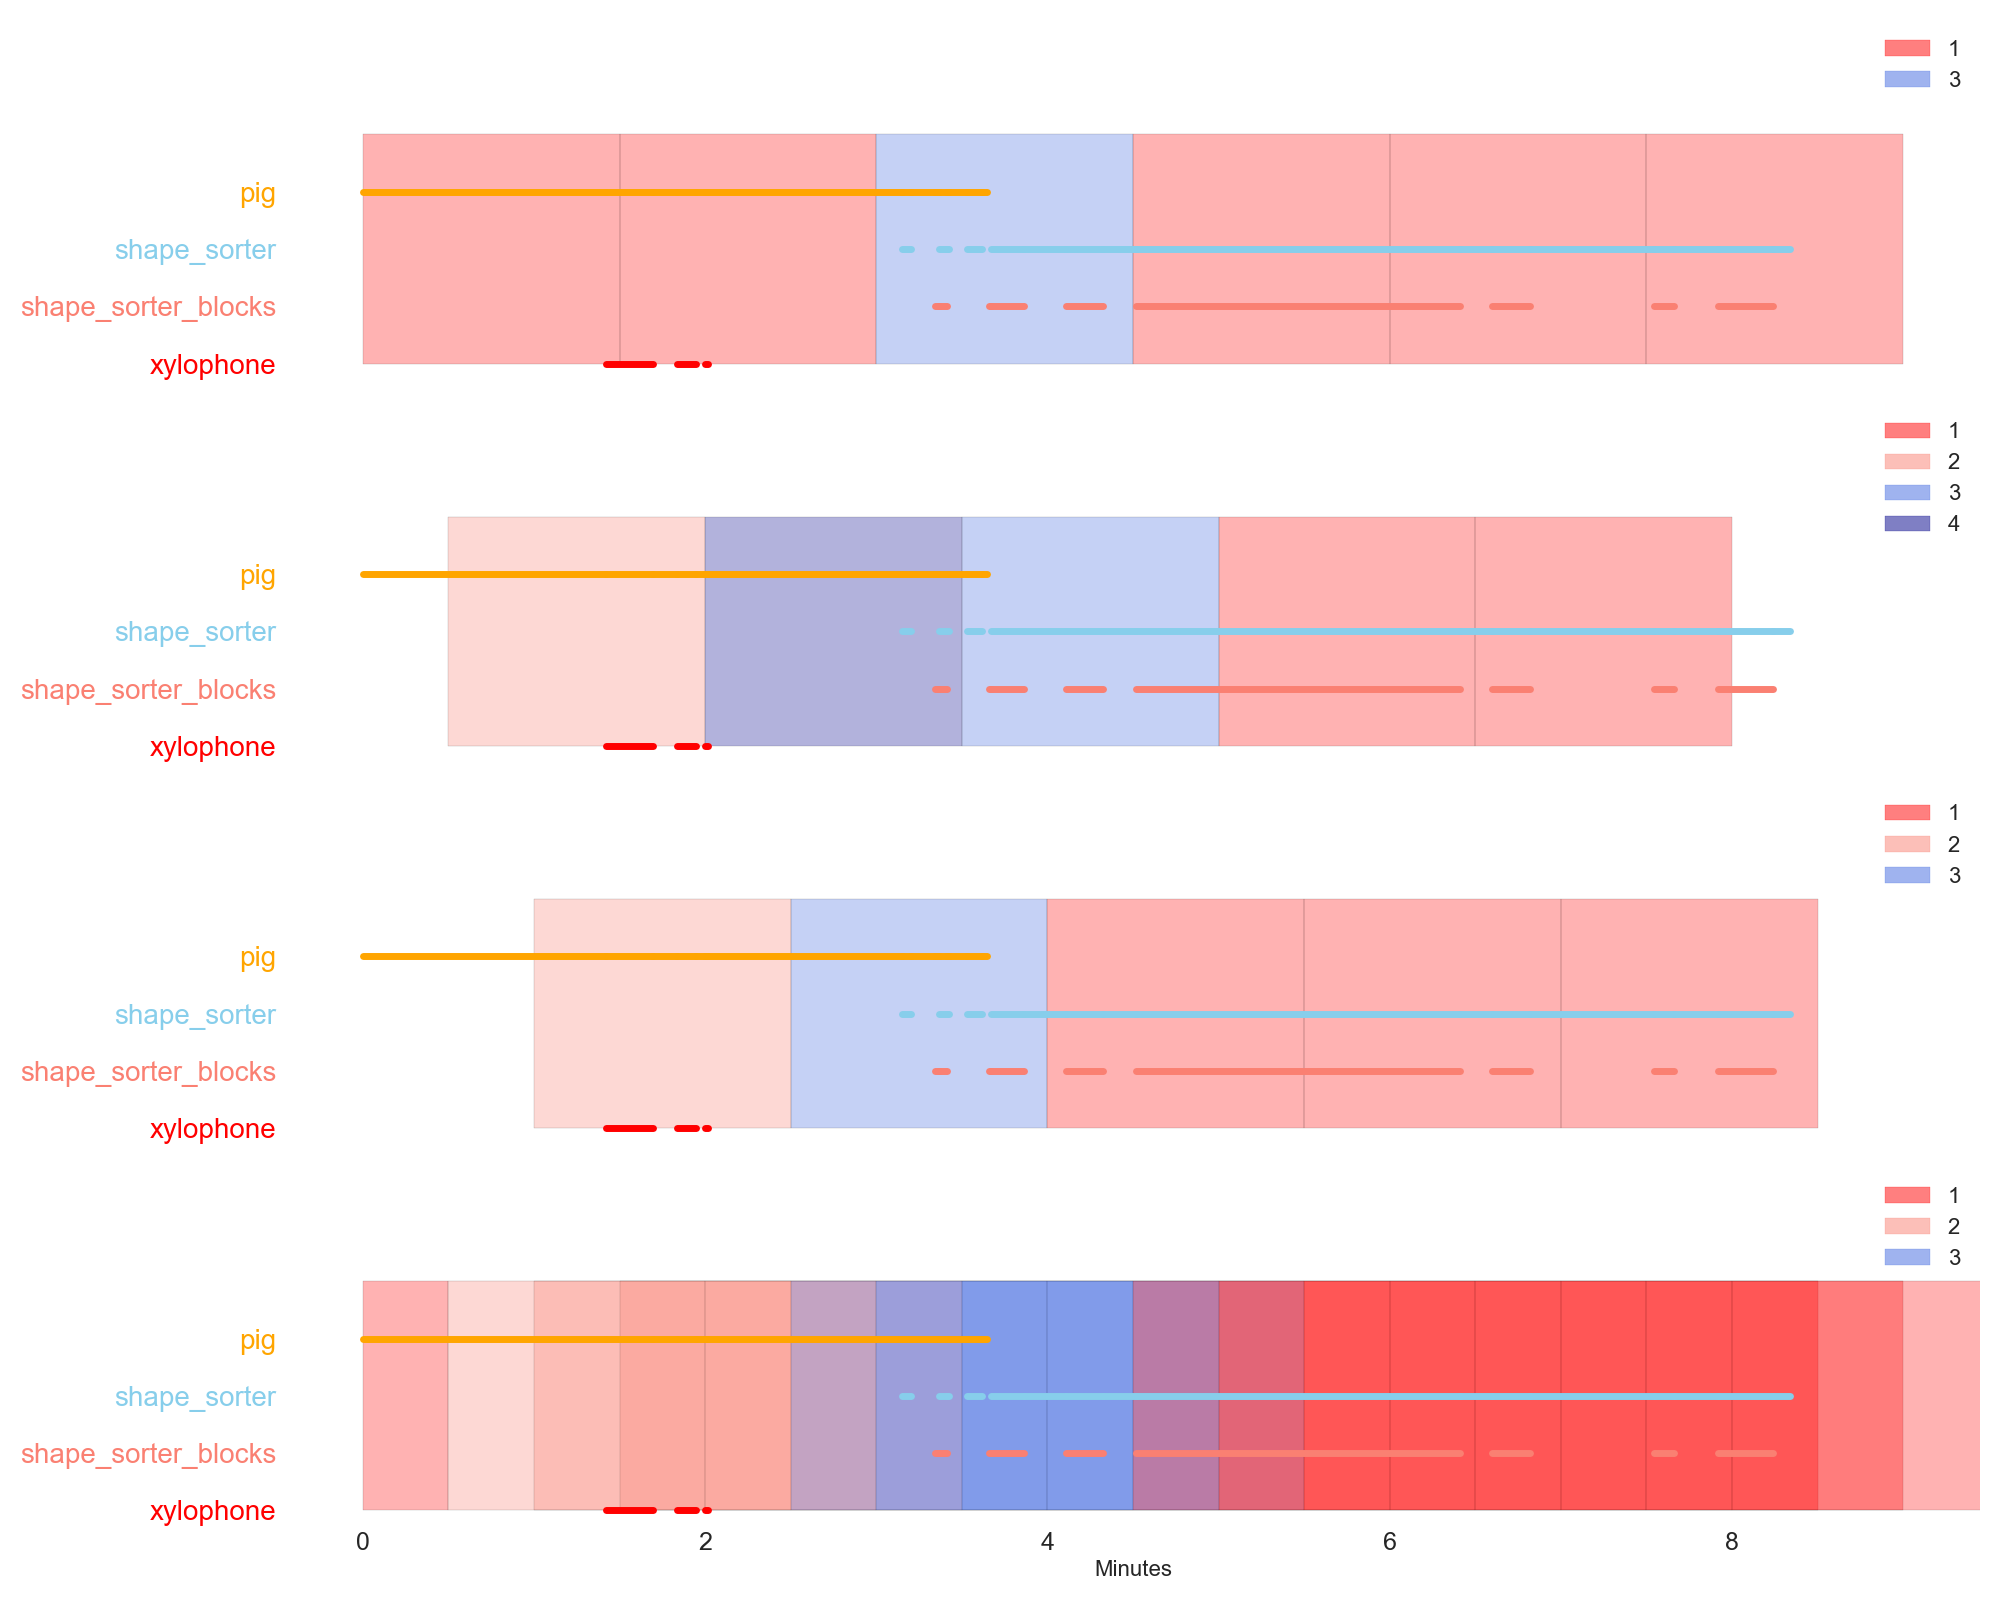 1
3
pig
shape_sorter
shape_sorter_blocks
xylophone
1
2
3
4
pig
shape_sorter
shape_sorter_blocks
xylophone
1
2
3
pig
shape_sorter
shape_sorter_blocks
xylophone
1
2
3
pig
shape_sorter
shape_sorter_blocks
xylophone
0 2 4 6 8
Minutes